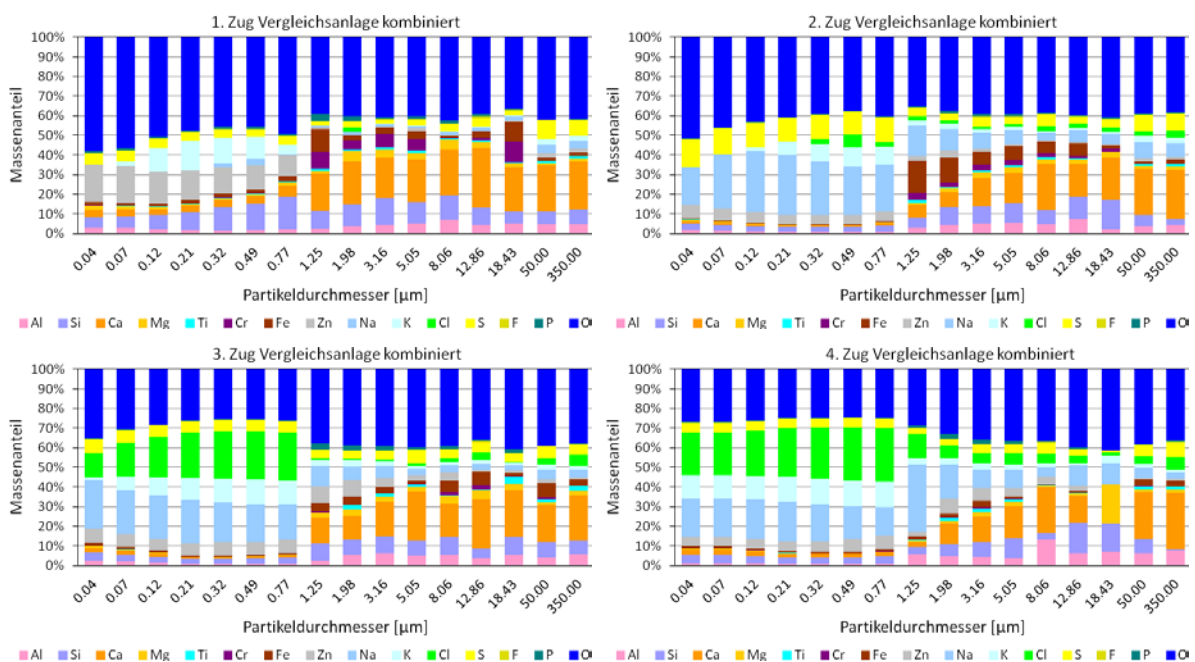 1. Zug Vergleichsanlage kombiniert
100%
90%
80%
70%
60%
50%
40%
30%
20%
10%
0%
Massenanteil
0.04 0.07 0.12 0.21 0.32 0.49 0.77 1.25 1.98 3.16 5.05 8.06 12.86 18.43 50.00 350.00
Partikeldurchmesser [µm]
Al Si Ca Mg Ti Cr Fe Zn Na K Cl S F P O
2. Zug Vergleichsanlage kombiniert
100%
90%
80%
70%
60%
50%
40%
30%
20%
10%
0%
Massenanteil
0.04 0.07 0.12 0.21 0.32 0.49 0.77 1.25 1.98 3.16 5.05 8.06 12.86 18.43 50.00 350.00
Partikeldurchmesser [µm]
Al Si Ca Mg Ti Cr Fe Zn Na K Cl S F P O
3. Zug Vergleichsanlage kombiniert
100%
90%
80%
70%
60%
50%
40%
30%
20%
10%
0%
Massenanteil
0.04 0.07 0.12 0.21 0.32 0.49 0.77 1.25 1.98 3.16 5.05 8.06 12.86 18.43 50.00 350.00
Partikeldurchmesser [µm]
Al Si Ca Mg Ti Cr Fe Zn Na K Cl S F P O
4. Zug Vergleichsanlage kombiniert
100%
90%
80%
70%
60%
50%
40%
30%
20%
10%
0%
Massenanteil
0.04 0.07 0.12 0.21 0.32 0.49 0.77 1.25 1.98 3.16 5.05 8.06 12.86 18.43 50.00 350.00
Partikeldurchmesser [µm]
Al Si Ca Mg Ti Cr Fe Zn Na K Cl S F P O